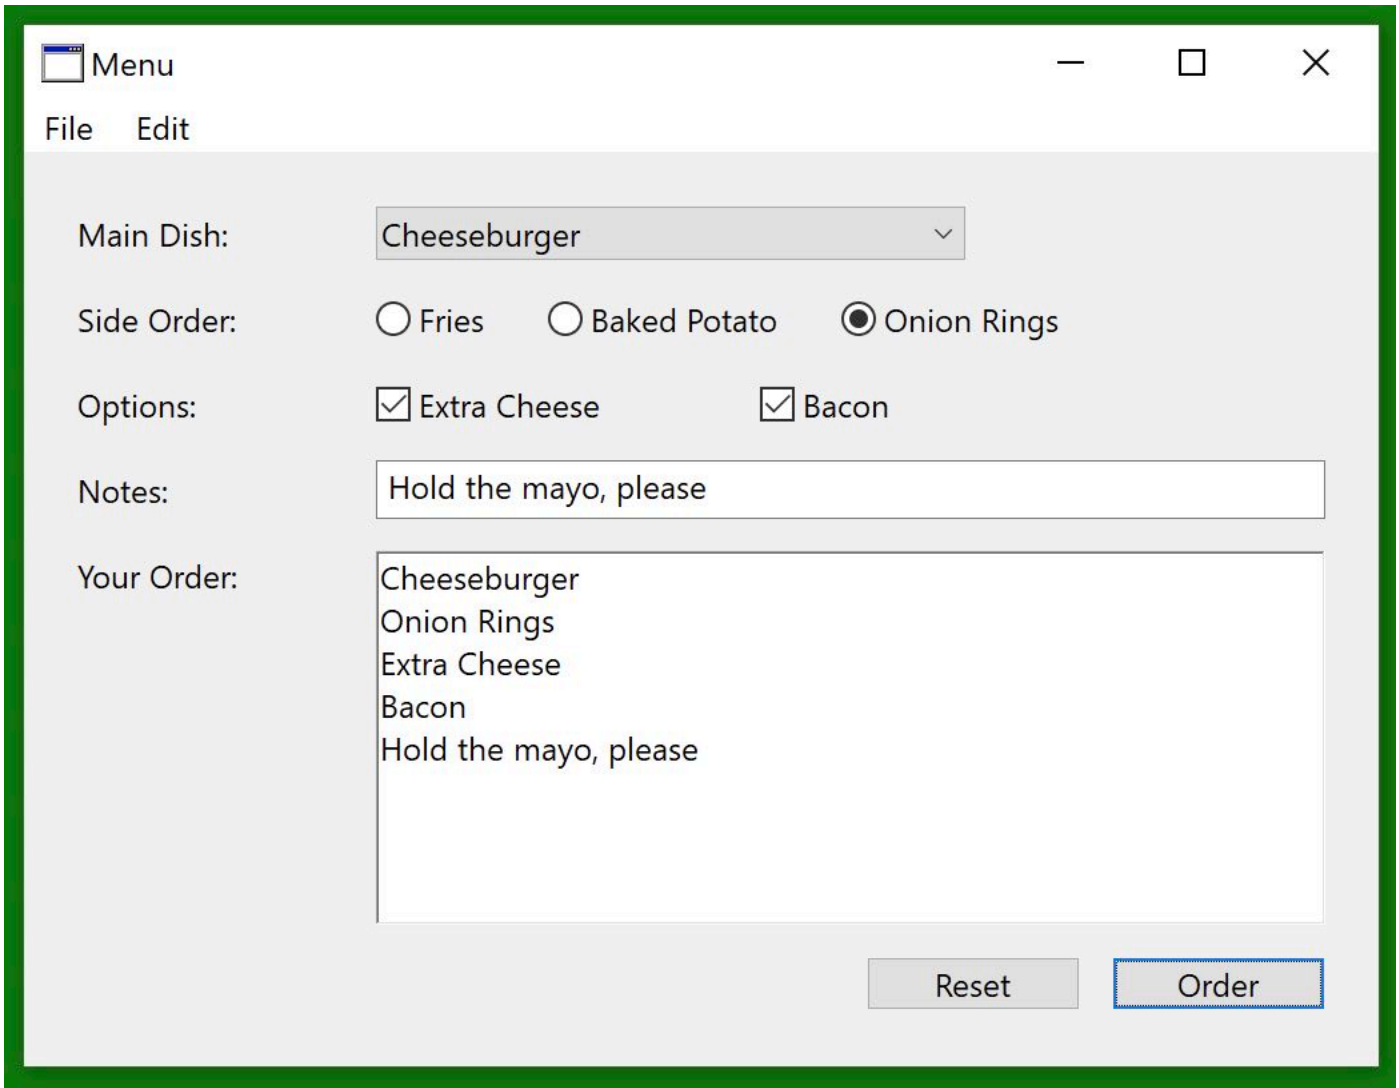 Menu
File Edit
Main Dish: Cheeseburger
Side Order: Fries Baked Potato Onion Rings
Options: Extra Cheese Bacon
Notes: Hold the mayo, please
Your Order: Cheeseburger
Onion Rings
Extra Cheese
Bacon
Hold the mayo, please
Reset Order